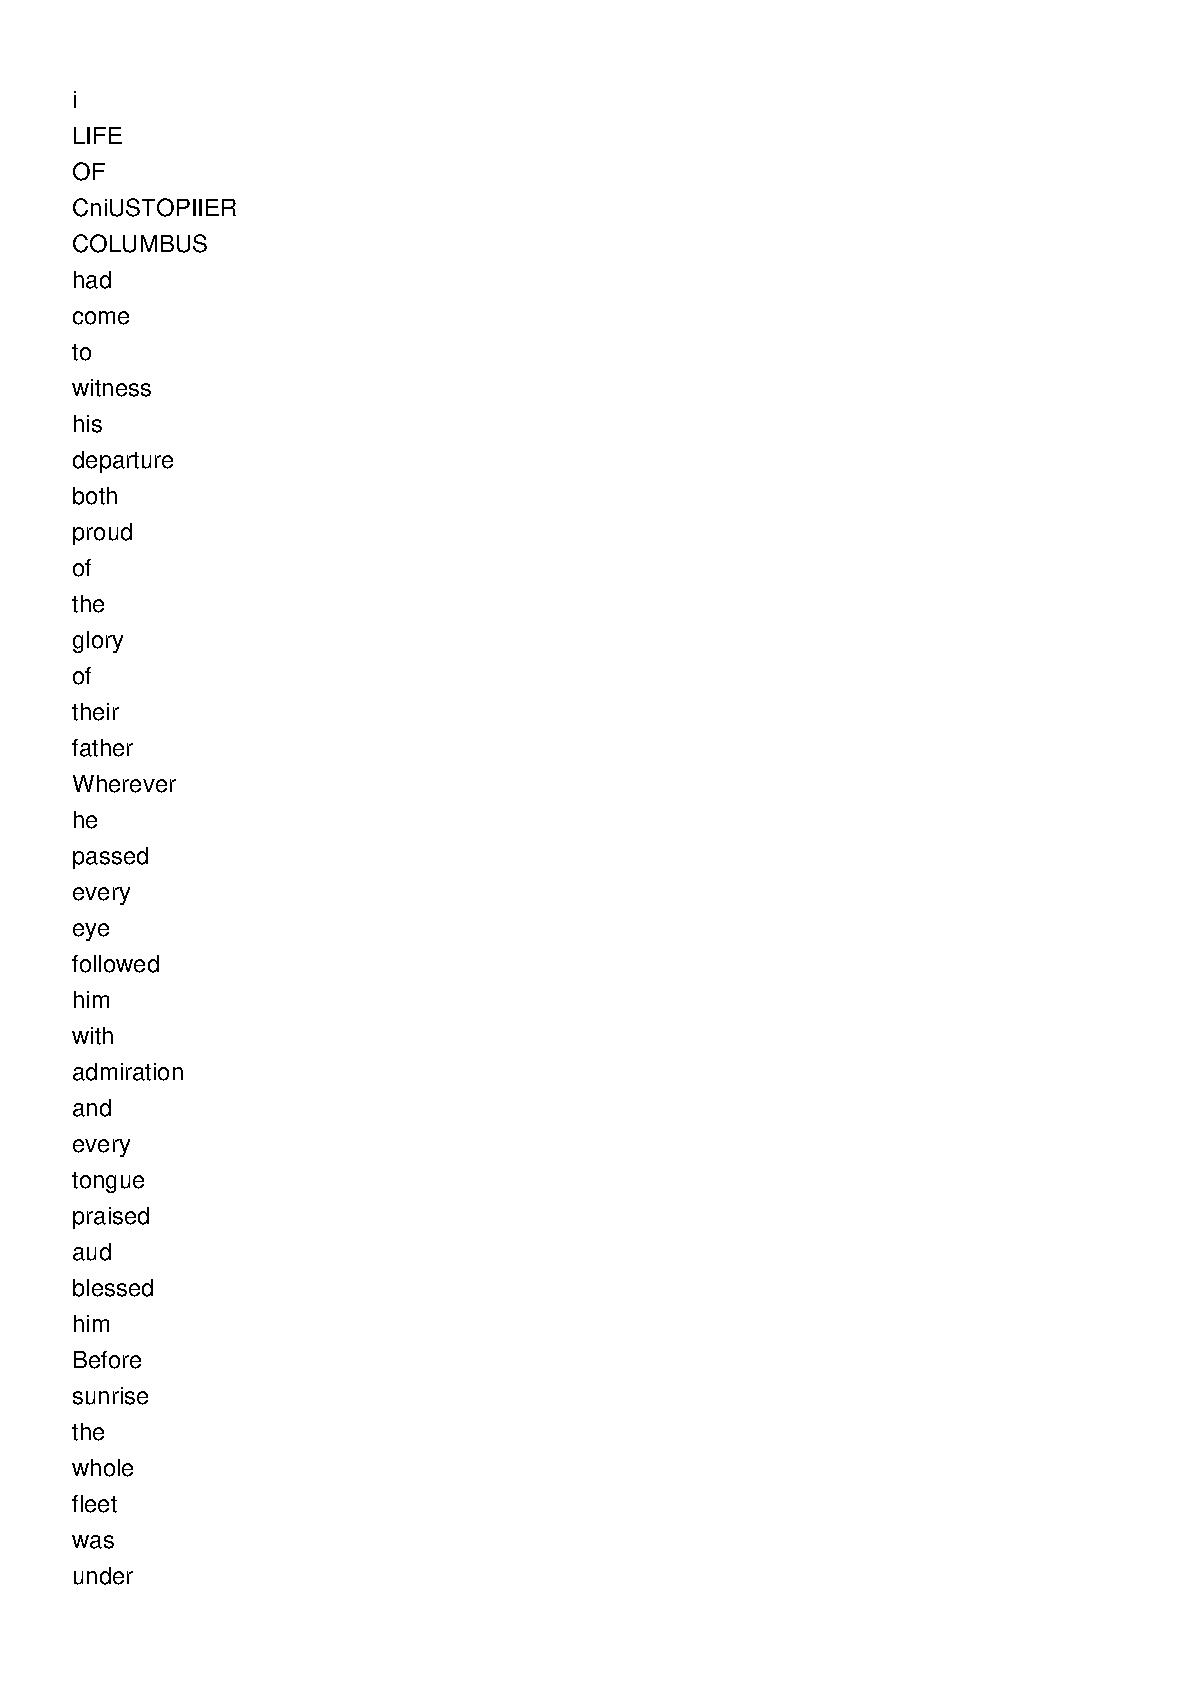 i
LIFE
OF
CniUSTOPIIER
COLUMBUS
had
come
to
witness
his
departure
both
proud
of
the
glory
of
their
father
Wherever
he
passed
every
eye
followed
him
with
admiration
and
every
tongue
praised
aud
blessed
him
Before
sunrise
the
whole
fleet
was
under